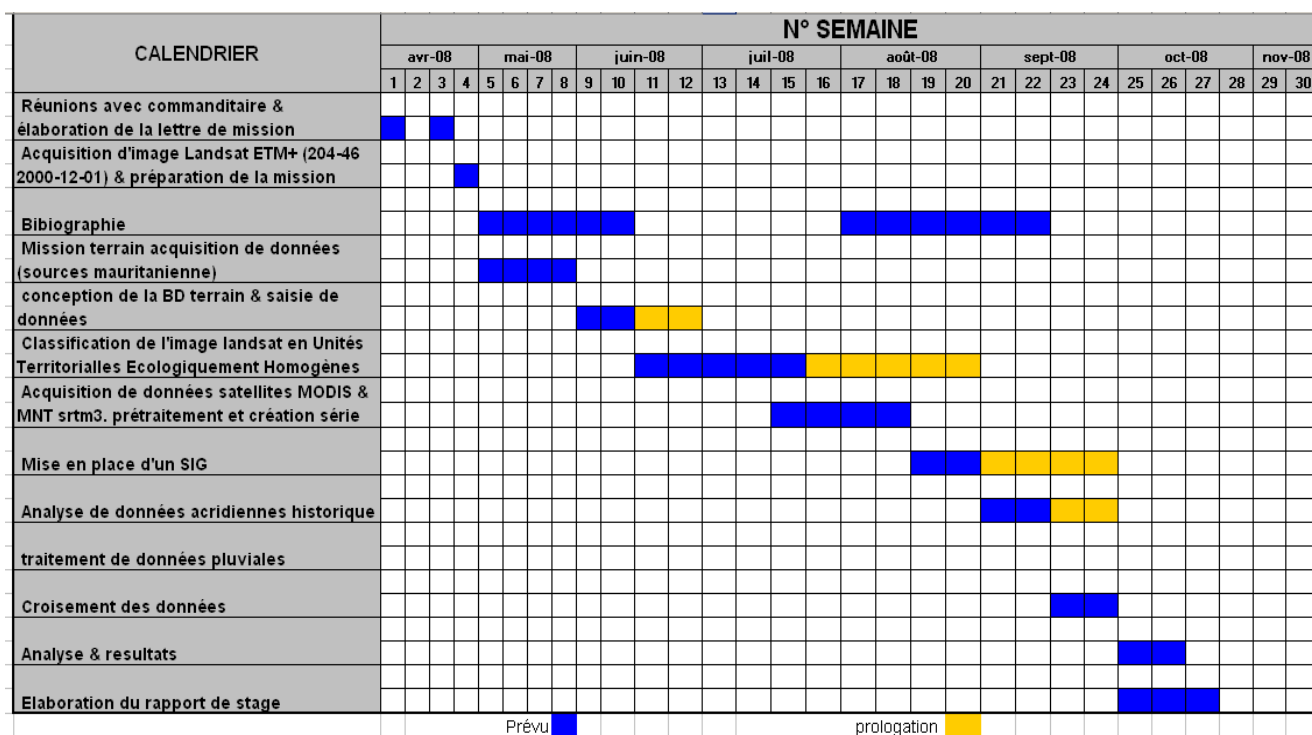 N° SEMAINE
CALENDRIER
avr-08 mai-08 juin-08 juil-08 août-08 sept-08 oct-08 nov-08
1 2 3 4 5 6 7 8 9 10 11 12 13 14 15 16 17 18 19 20 21 22 23 24 25 26 27 28 29 30
Réunions avec commanditaire &
élaboration de la lettre de mission
Acquisition d'image Landsat ETM+ (204-46
2000-12-01) & préparation de la mission
Bibiographie
Mission terrain acquisition de données
(sources mauritanienne)
conception de la BD terrain & saisie de
données
Classification de l'image landsat en Unités
Territorialles Ecologiquement Homogènes
Acquisition de données satellites MODIS &
MNT srtm3. prétraitement et création série
Mise en place d'un SIG
Analyse de données acridiennes historique
traitement de données pluviales
Croisement des données
Analyse & resultats
Elaboration du rapport de stage
Prévu prologation